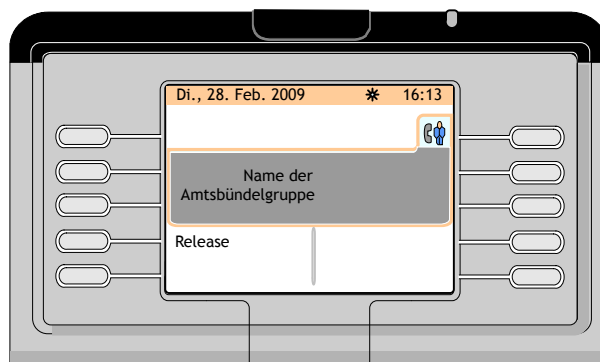 Di., 28. Feb. 2009 16:13
Name der
Amtsbündelgruppe
Release